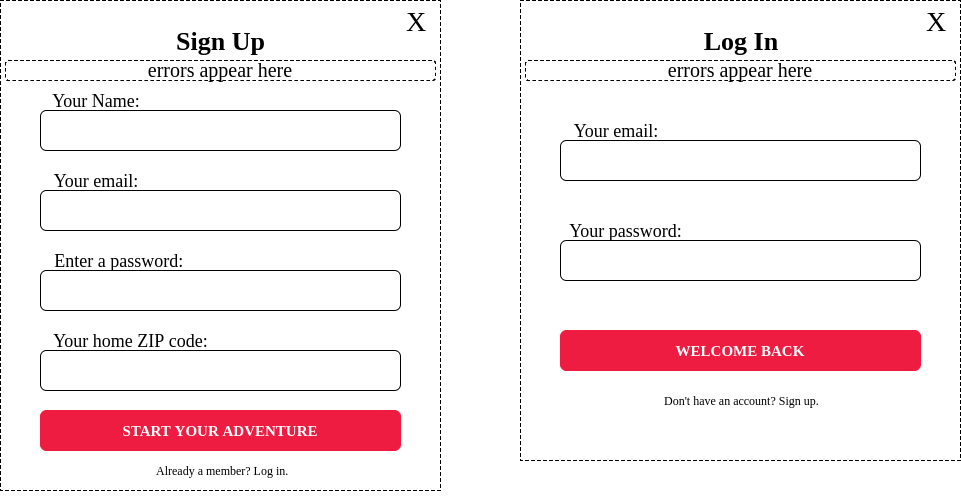 X
Sign Up
errors appear here
Your Name:
Your email:
Enter a password:
Your home ZIP code:
START YOUR ADVENTURE
Already a member? Log in.
X
Log In
errors appear here
Your email:
Your password:
WELCOME BACK
Don't have an account? Sign up.